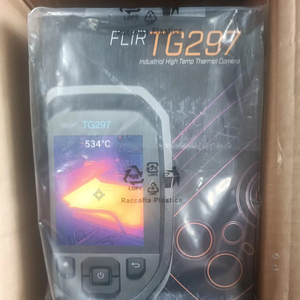 FLIR TG297
Industrial High Temp Thermal Camera
TG297
534°C
LDPE
Raccolta Plastica